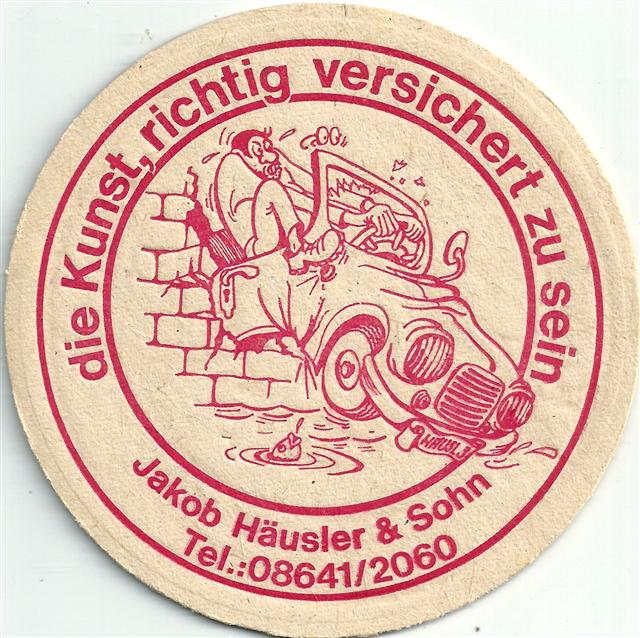 die Kunst, richtig versichert zu sein
Jakob Häusler & Sohn
Tel.:08641/2060